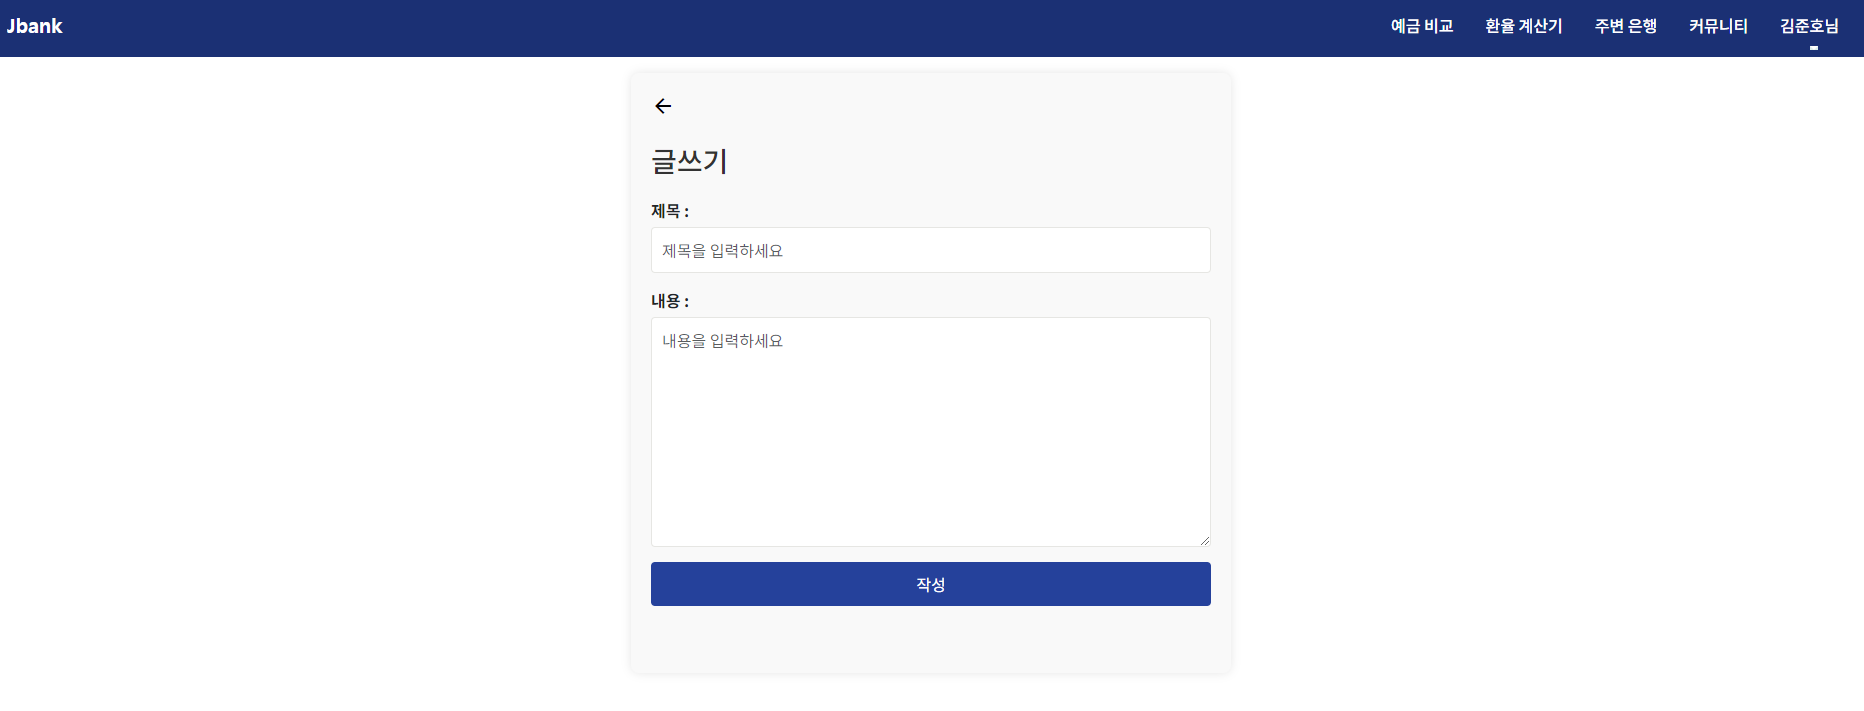 Jbank 예금 비교 환율 계산기 주변 은행 커뮤니티 김준호님
글쓰기
제목 :
제목을 입력하세요
내용 :
내용을 입력하세요
작성